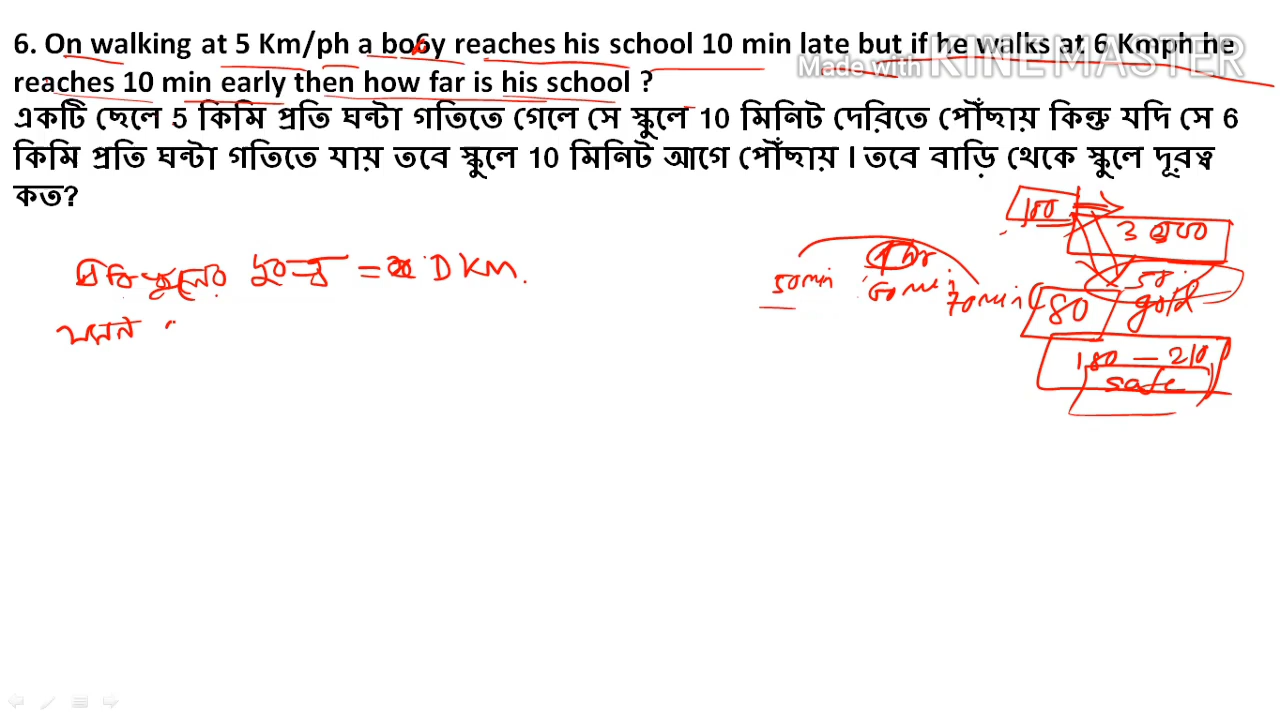 6. On walking at 5 Km/ph a body reaches his school 10 min late but if he walks at 6 Kmph he
Made with KINEMASTER
reaches 10 min early then how far is his school ?
একটি ছেলে 5 কিমি প্রতি ঘন্টা গতিতে গেলে সে স্কুলে 10 মিনিট দেরিতে পৌঁছায় কিন্তু যদি সে 6
কিমি প্রতি ঘন্টা গতিতে যায় তবে স্কুলে 10 মিনিট আগে পৌঁছায় । তবে বাড়ি থেকে স্কুলে দূরত্ব
কত?
= D KM.
50 min
60 min
70 min
180 - 210
safe
50
gold